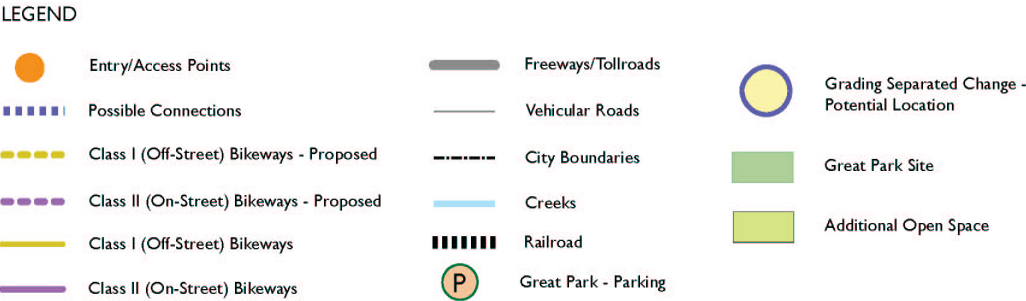 LEGEND
Entry/Access Points
Possible Connections
Class I (Off-Street) Bikeways - Proposed
Class II (On-Street) Bikeways - Proposed
Class I (Off-Street) Bikeways
Class II (On-Street) Bikeways
Freeways/Tollroads
Vehicular Roads
City Boundaries
Creeks
Railroad
P
Great Park - Parking
Grading Separated Change -
Potential Location
Great Park Site
Additional Open Space